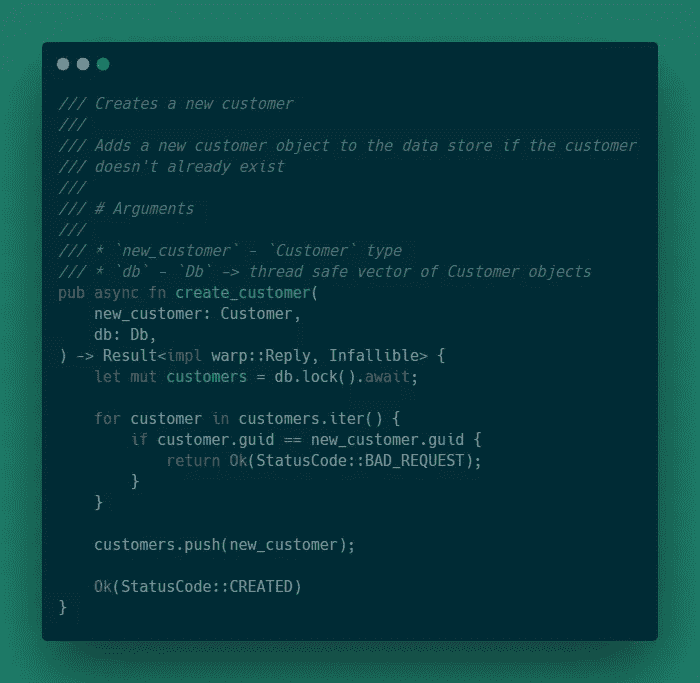 /// Creates a new customer
///
/// Adds a new customer object to the data store if the customer
/// doesn't already exist
///
/// # Arguments
///
/// * `new_customer` - `Customer` type
/// * `db` - `Db` -> thread safe vector of Customer objects
pub async fn create_customer(
    new_customer: Customer,
    db: Db,
) -> Result<impl warp::Reply, Infallible> {
    let mut customers = db.lock().await;

    for customer in customers.iter() {
        if customer.guid == new_customer.guid {
            return Ok(StatusCode::BAD_REQUEST);
        }
    }

    customers.push(new_customer);

    Ok(StatusCode::CREATED)
}